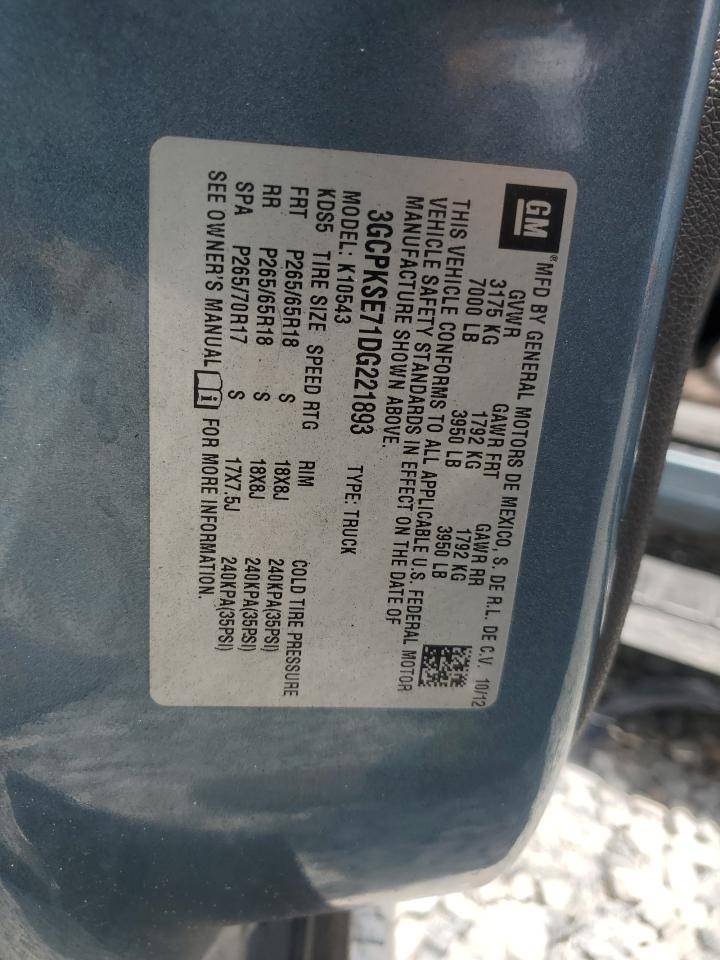 GM ® MFD BY GENERAL MOTORS DE MEXICO, S. DE R.L. DE C.V. 10/12
GVWR GAWR FRT GAWR RR
3175 KG 1792 KG 1792 KG
7000 LB 3950 LB 3950 LB
THIS VEHICLE CONFORMS TO ALL APPLICABLE U.S. FEDERAL MOTOR
VEHICLE SAFETY STANDARDS IN EFFECT ON THE DATE OF
MANUFACTURE SHOWN ABOVE.
3GCPKSE71DG221893 TYPE: TRUCK
MODEL: K10543
KDS5 TIRE SIZE SPEED RTG RIM COLD TIRE PRESSURE
FRT P265/65R18 S 18X8J 240KPA(35PSI)
RR P265/65R18 S 18X8J 240KPA(35PSI)
SPA P265/70R17 S 17X7.5J 240KPA(35PSI)
SEE OWNER'S MANUAL FOR MORE INFORMATION.